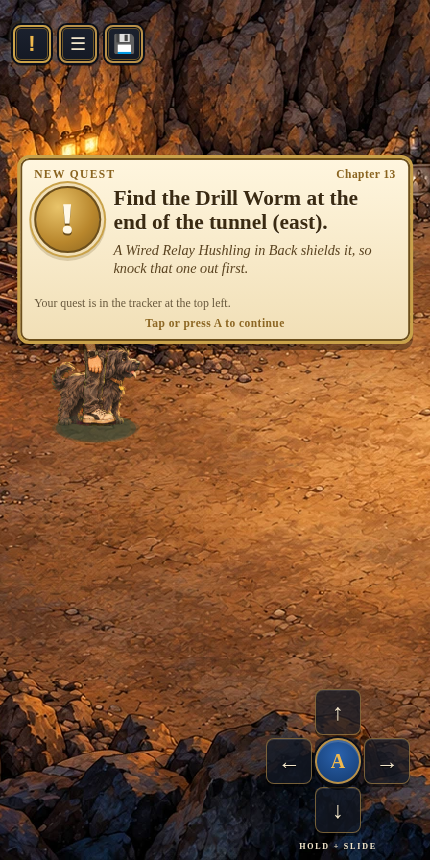 NEW QUEST
Chapter 13
!
Find the Drill Worm at the
end of the tunnel (east).
A Wired Relay Hushling in Back shields it, so
knock that one out first.
Your quest is in the tracker at the top left.
Tap or press A to continue
↑
← A →
↓
HOLD + SLIDE